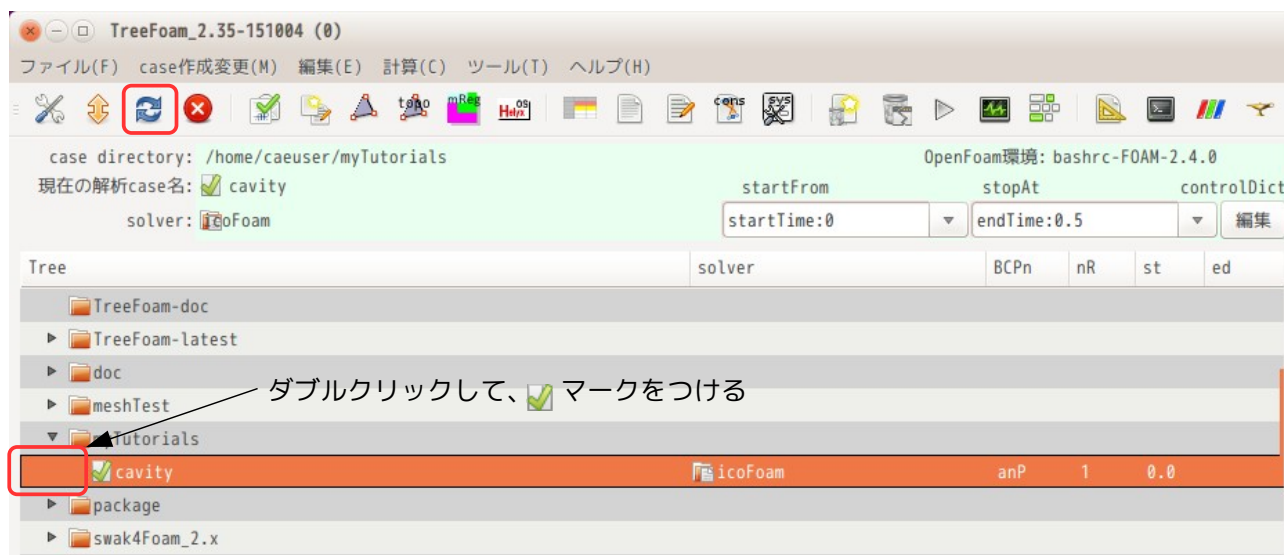 TreeFoam_2.35-151004 (0)
ファイル(F) case作成変更(M) 編集(E) 計算(C) ツール(T) ヘルプ(H)
topo mReg Helyx OS cons sys
case directory: /home/caeuser/myTutorials OpenFoam環境: bashrc-FOAM-2.4.0
現在の解析case名: cavity startFrom stopAt controlDict
solver: icoFoam startTime:0 endTime:0.5 編集
Tree solver BCPn nR st ed
TreeFoam-doc
TreeFoam-latest
doc
ダブルクリックして、 マークをつける
meshTest
myTutorials
cavity icoFoam anP 1 0.0
package
swak4Foam_2.x